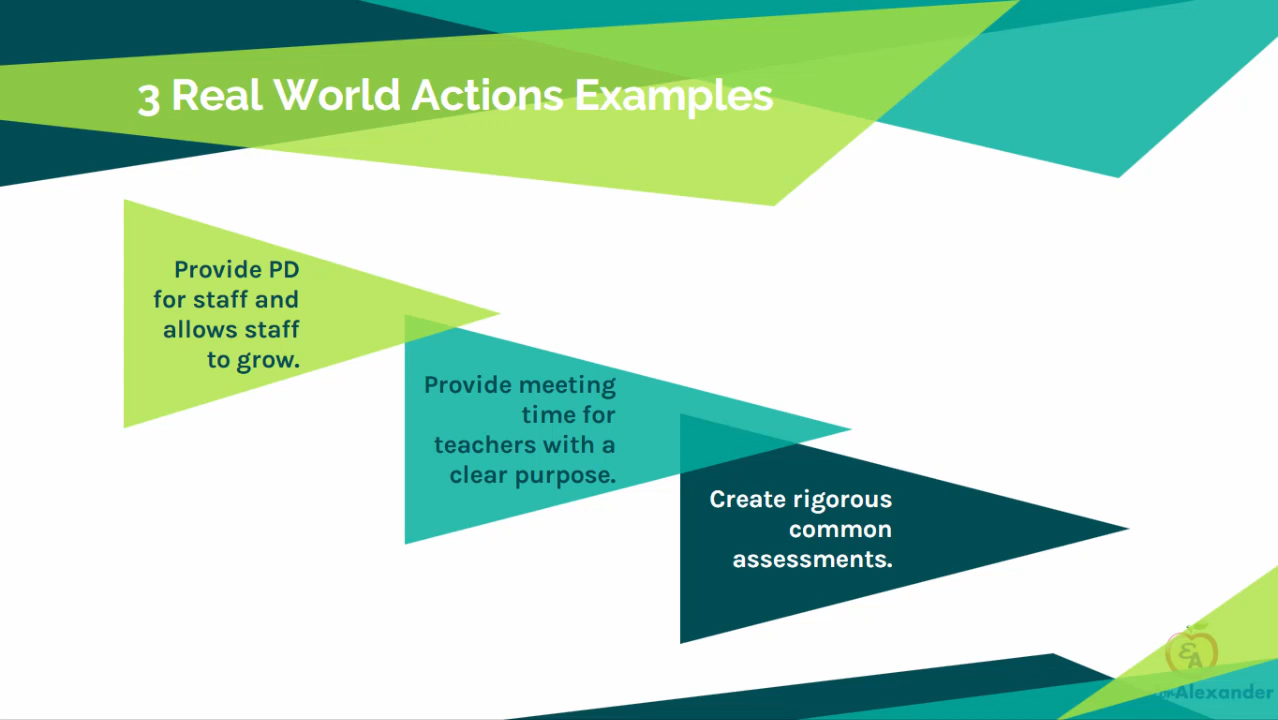 3 Real World Actions Examples
Provide PD
for staff and
allows staff
to grow.
Provide meeting
time for
teachers with a
clear purpose.
Create rigorous
common
assessments.
EA
Alexander